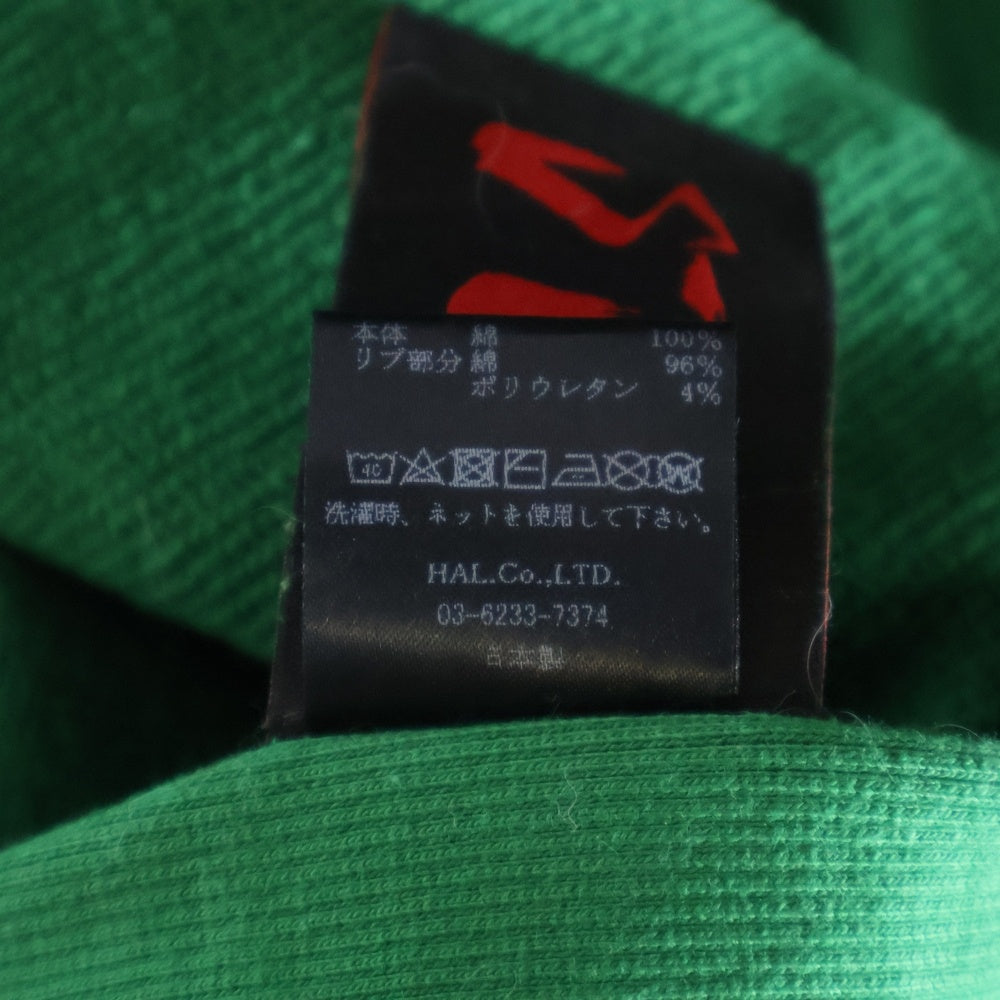 本体 綿 100%
リブ部分 綿 96%
ポリウレタン 4%
40
洗濯時、ネットを使用して下さい。
HAL.Co.,LTD.
03-6233-7374
日本製